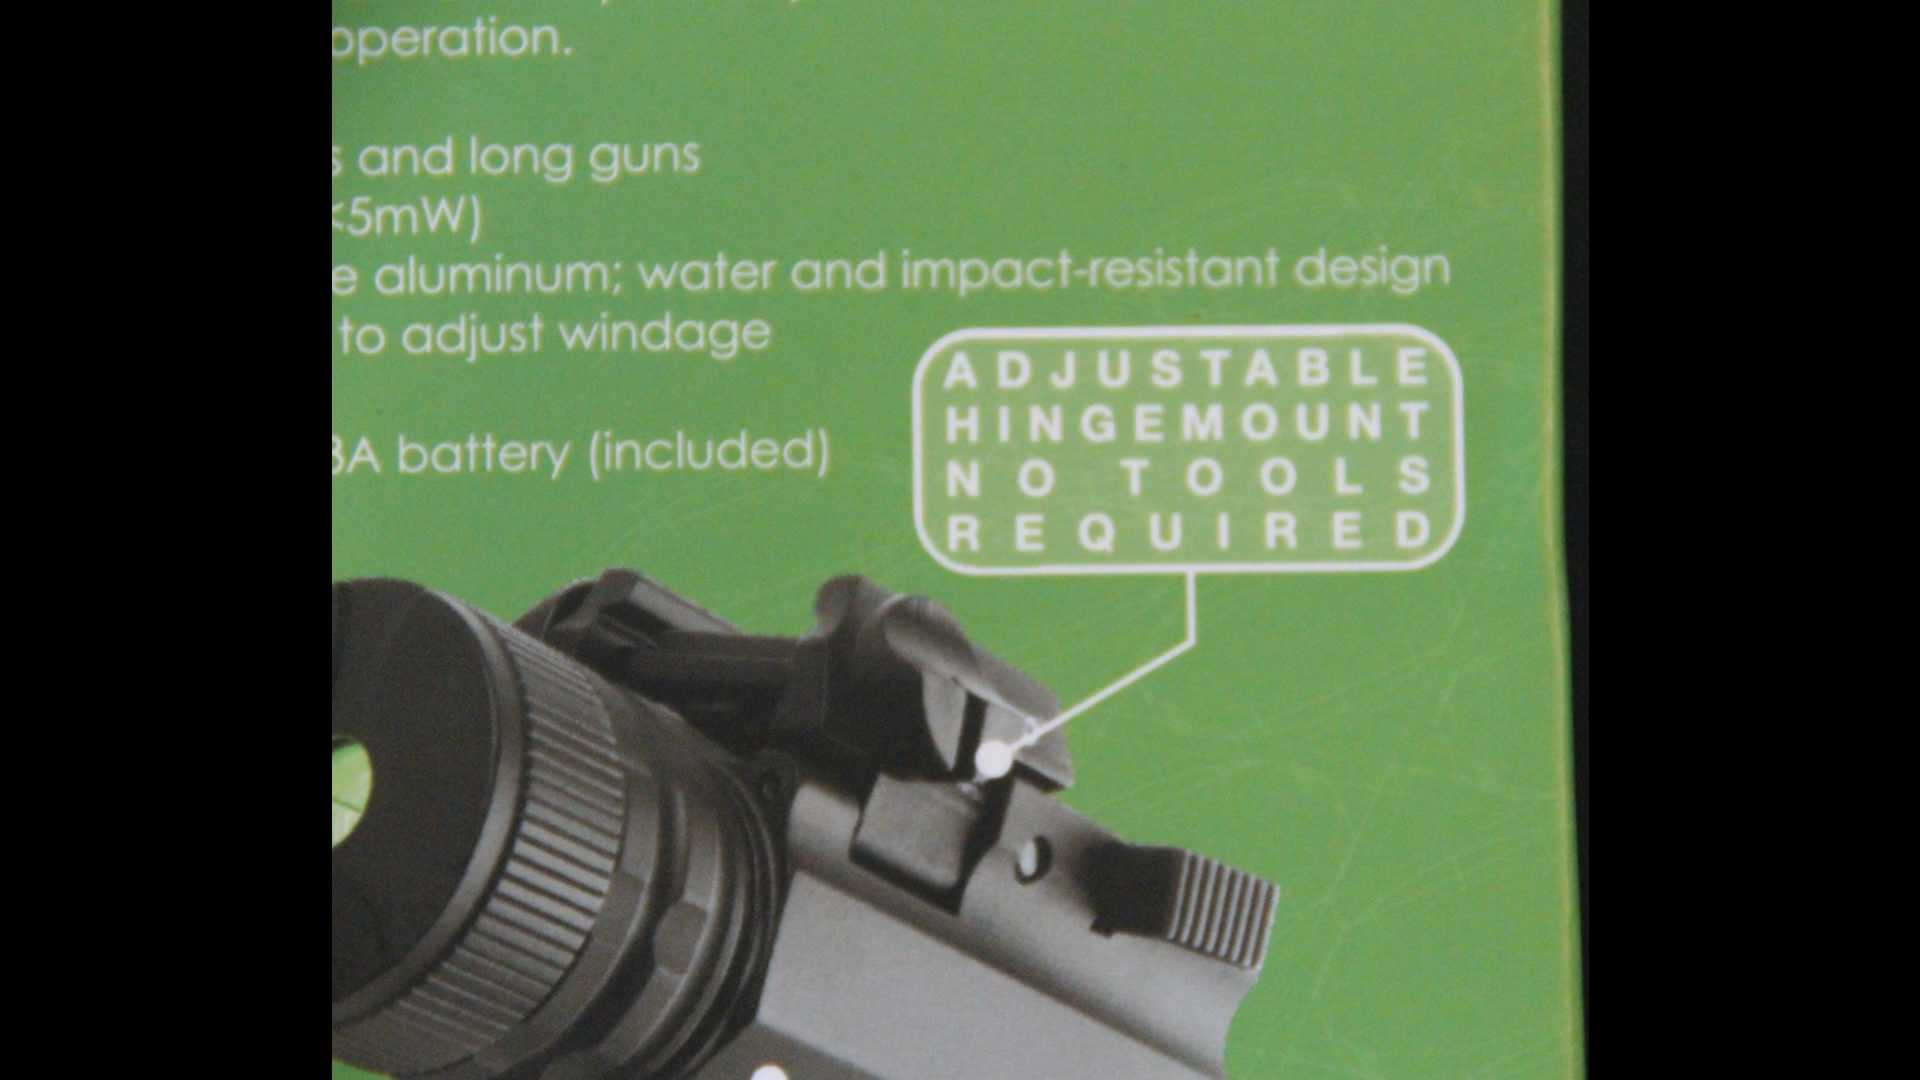 operation.
and long guns
<5mW)
aluminum; water and impact-resistant design
to adjust windage
battery (included)
ADJUSTABLE
HINGEMOUNT
NO TOOLS
REQUIRED